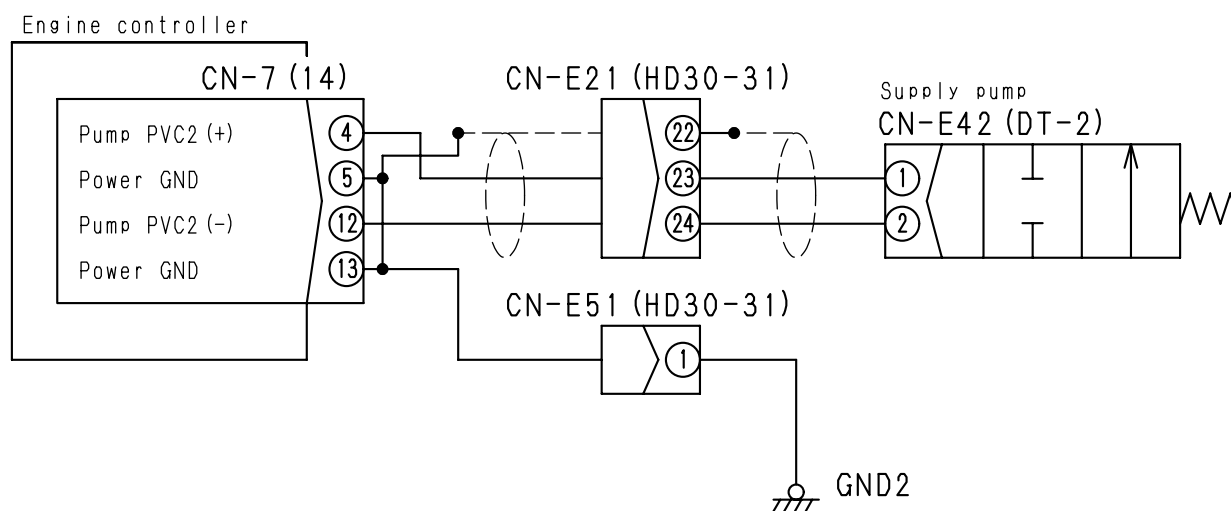 Engine controller
CN-7 (14)
CN-E21 (HD30-31)
Supply pump
CN-E42 (DT-2)
Pump PVC2 (+)
4
22
Power GND
5
23
1
Pump PVC2 (-)
12
24
2
Power GND
13
CN-E51 (HD30-31)
1
GND2